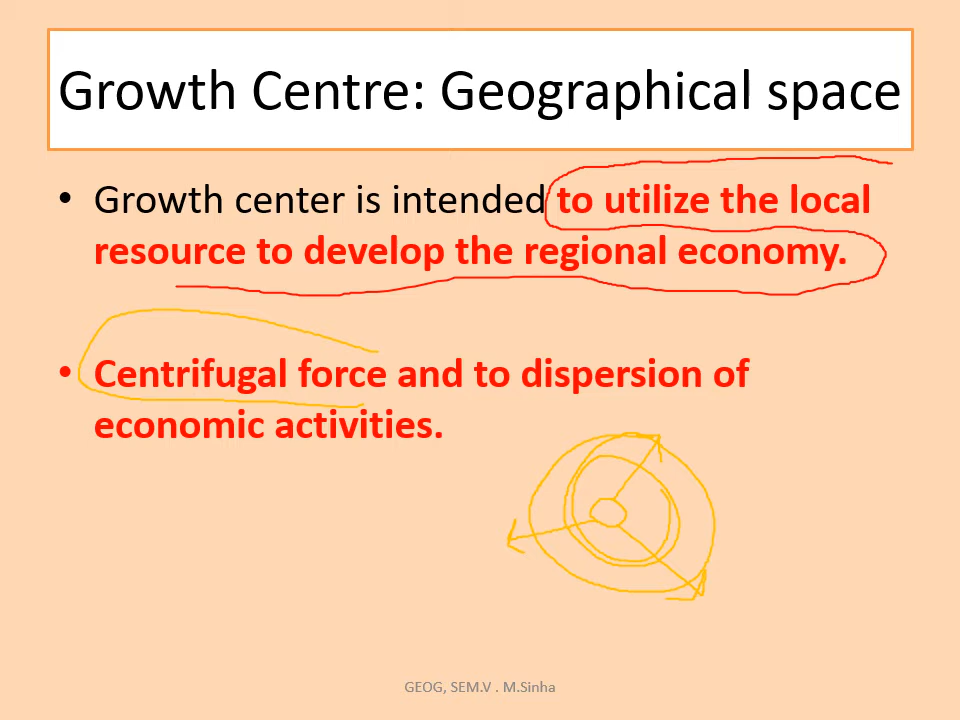 Growth Centre: Geographical space
• Growth center is intended to utilize the local
resource to develop the regional economy.
• Centrifugal force and to dispersion of
economic activities.
GEOG, SEM.V . M.Sinha